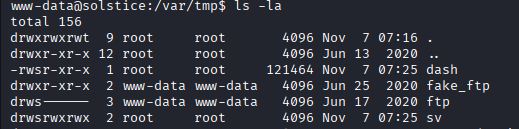 www-data@solstice:/var/tmp$ ls -la
total 156
drwxrwxrwt  9 root     root       4096 Nov  7 07:16 .
drwxr-xr-x 12 root     root       4096 Jun 13  2020 ..
-rwsr-xr-x  1 root     root     121464 Nov  7 07:25 dash
drwxr-xr-x  2 www-data www-data   4096 Jun 25  2020 fake_ftp
drws------  3 www-data www-data   4096 Jun 17  2020 ftp
drwsrwxrwx  2 root     root       4096 Nov  7 07:25 sv